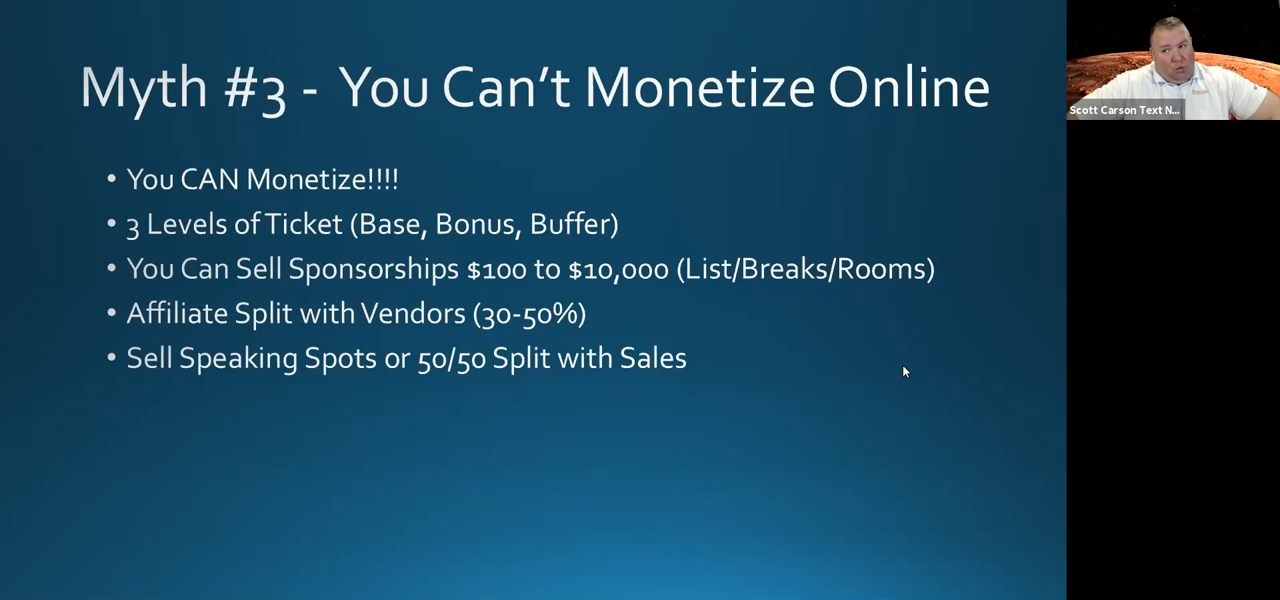 Myth #3 - You Can't Monetize Online
• You CAN Monetize!!!!
• 3 Levels of Ticket (Base, Bonus, Buffer)
• You Can Sell Sponsorships $100 to $10,000 (List/Breaks/Rooms)
• Affiliate Split with Vendors (30-50%)
• Sell Speaking Spots or 50/50 Split with Sales
Scott Carson Text N...